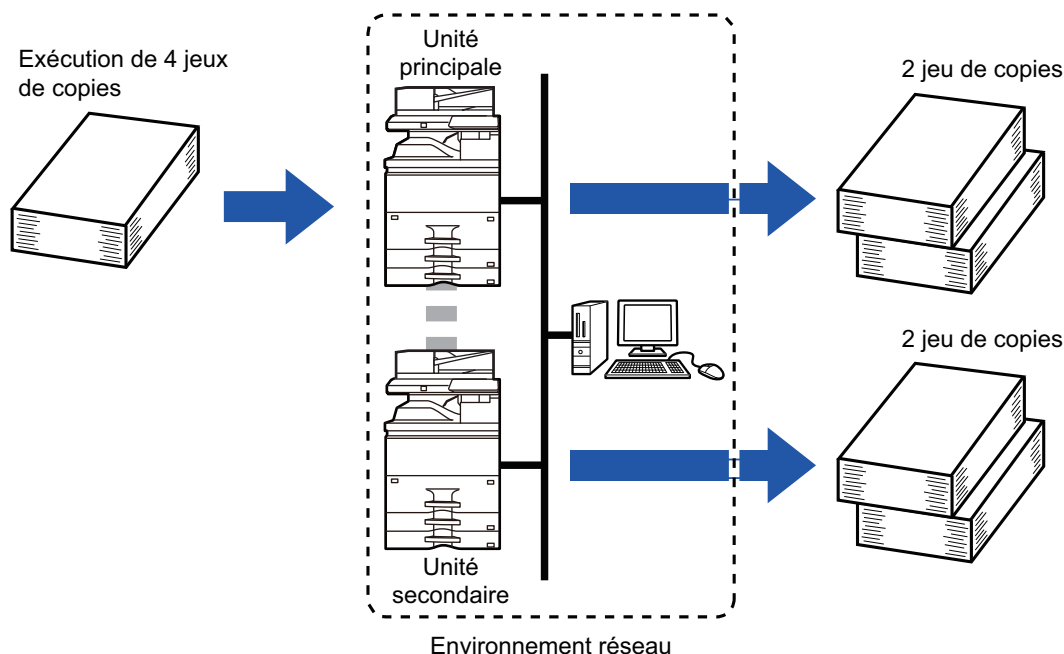 Exécution de 4 jeux
de copies
Unité
principale
2 jeu de copies
2 jeu de copies
Unité
secondaire
Environnement réseau